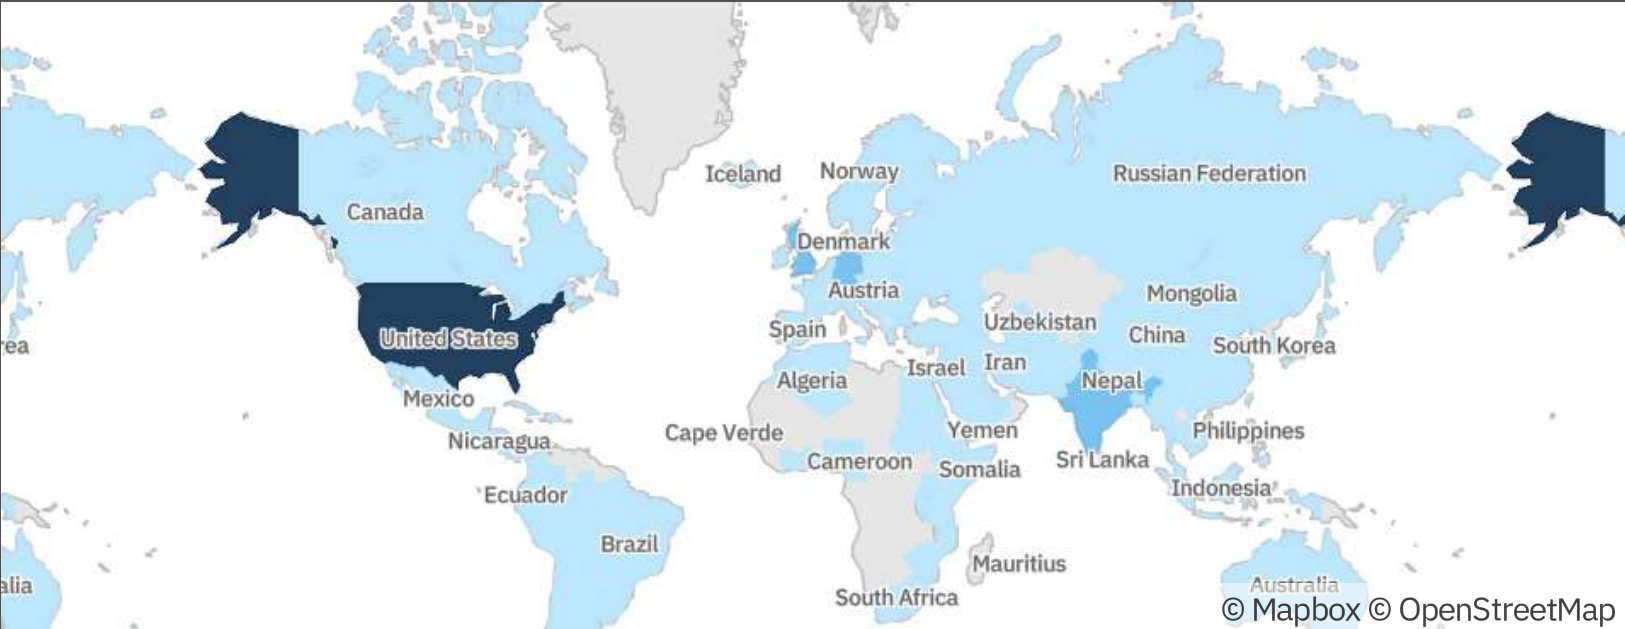 Iceland
Norway
Russian Federation
Canada
Denmark
Austria
Mongolia
United States
Spain
Uzbekistan
China
South Korea
rea
Israel
Iran
Algeria
Nepal
Mexico
Nicaragua
Cape Verde
Yemen
Philippines
Cameroon
Somalia
Sri Lanka
Ecuador
Indonesia
Brazil
Mauritius
alia
Australia
South Africa
© Mapbox © OpenStreetMap